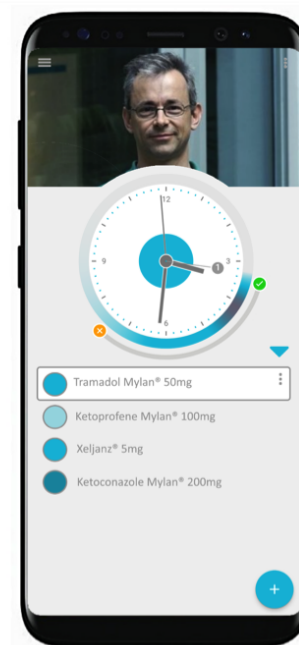 12
9
3
1
6
Tramadol Mylan® 50mg
Ketoprofene Mylan® 100mg
Xeljanz® 5mg
Ketoconazole Mylan® 200mg
+